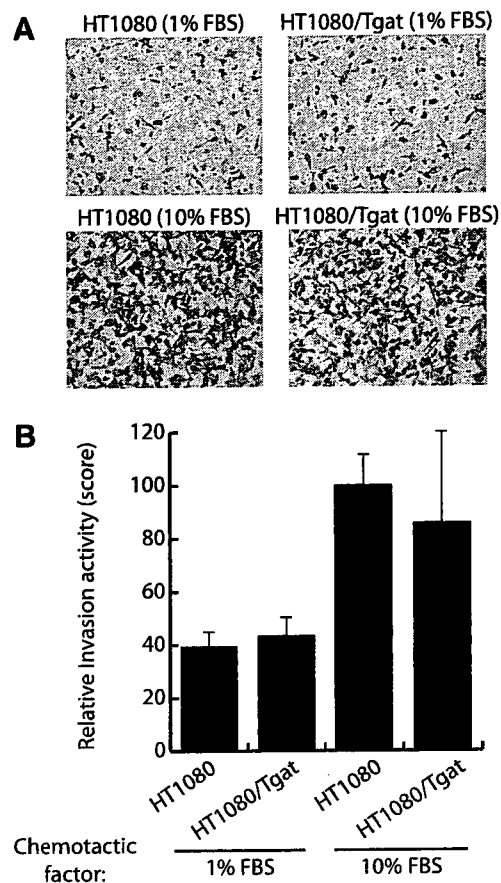 A
HT1080 (1% FBS)
HT1080/Tgat (1% FBS)
HT1080 (10% FBS)
HT1080/Tgat (10% FBS)
B
Relative Invasion activity (score)
120
100
80
60
40
20
0
HT1080
HT1080/Tgat
HT1080
HT1080/Tgat
Chemotactic
factor:
1% FBS
10% FBS